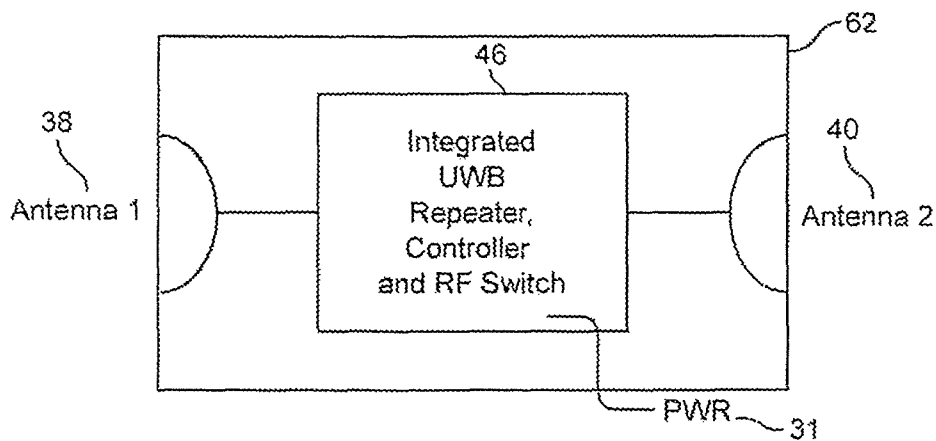 62
46
38
Antenna 1
Integrated
UWB
Repeater,
Controller
and RF Switch
40
Antenna 2
PWR
31